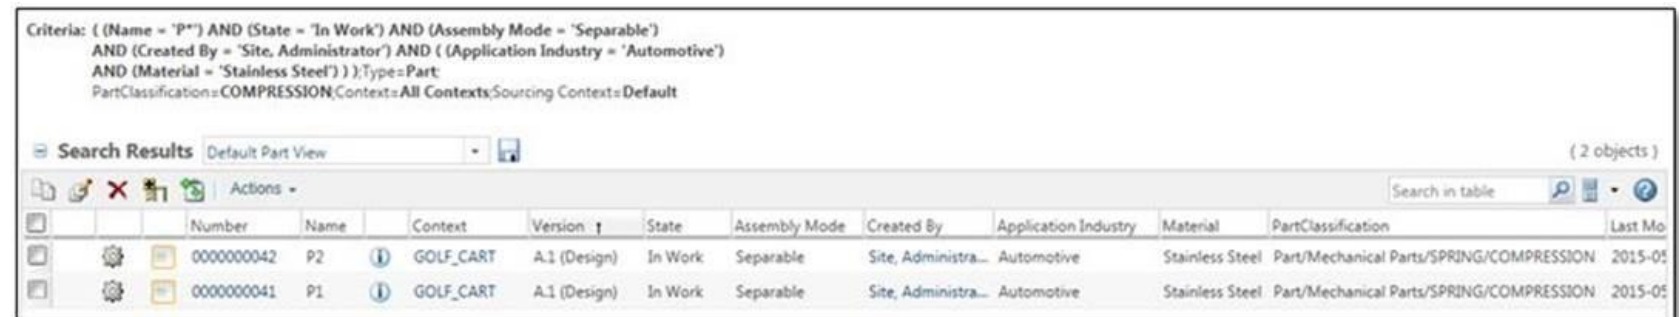 Criteria: ( (Name = 'P*') AND (State = 'In Work') AND (Assembly Mode = 'Separable')
AND (Created By = 'Site, Administrator') AND ( (Application Industry = 'Automotive')
AND (Material = 'Stainless Steel') ) );Type=Part;
PartClassification=COMPRESSION;Context=All Contexts;Sourcing Context=Default
Search Results Default Part View ( 2 objects )
Actions Search in table
Number Name Context Version State Assembly Mode Created By Application Industry Material PartClassification Last Mo
0000000042 P2 GOLF_CART A.1 (Design) In Work Separable Site, Administra... Automotive Stainless Steel Part/Mechanical Parts/SPRING/COMPRESSION 2015-05
0000000041 P1 GOLF_CART A.1 (Design) In Work Separable Site, Administra... Automotive Stainless Steel Part/Mechanical Parts/SPRING/COMPRESSION 2015-05